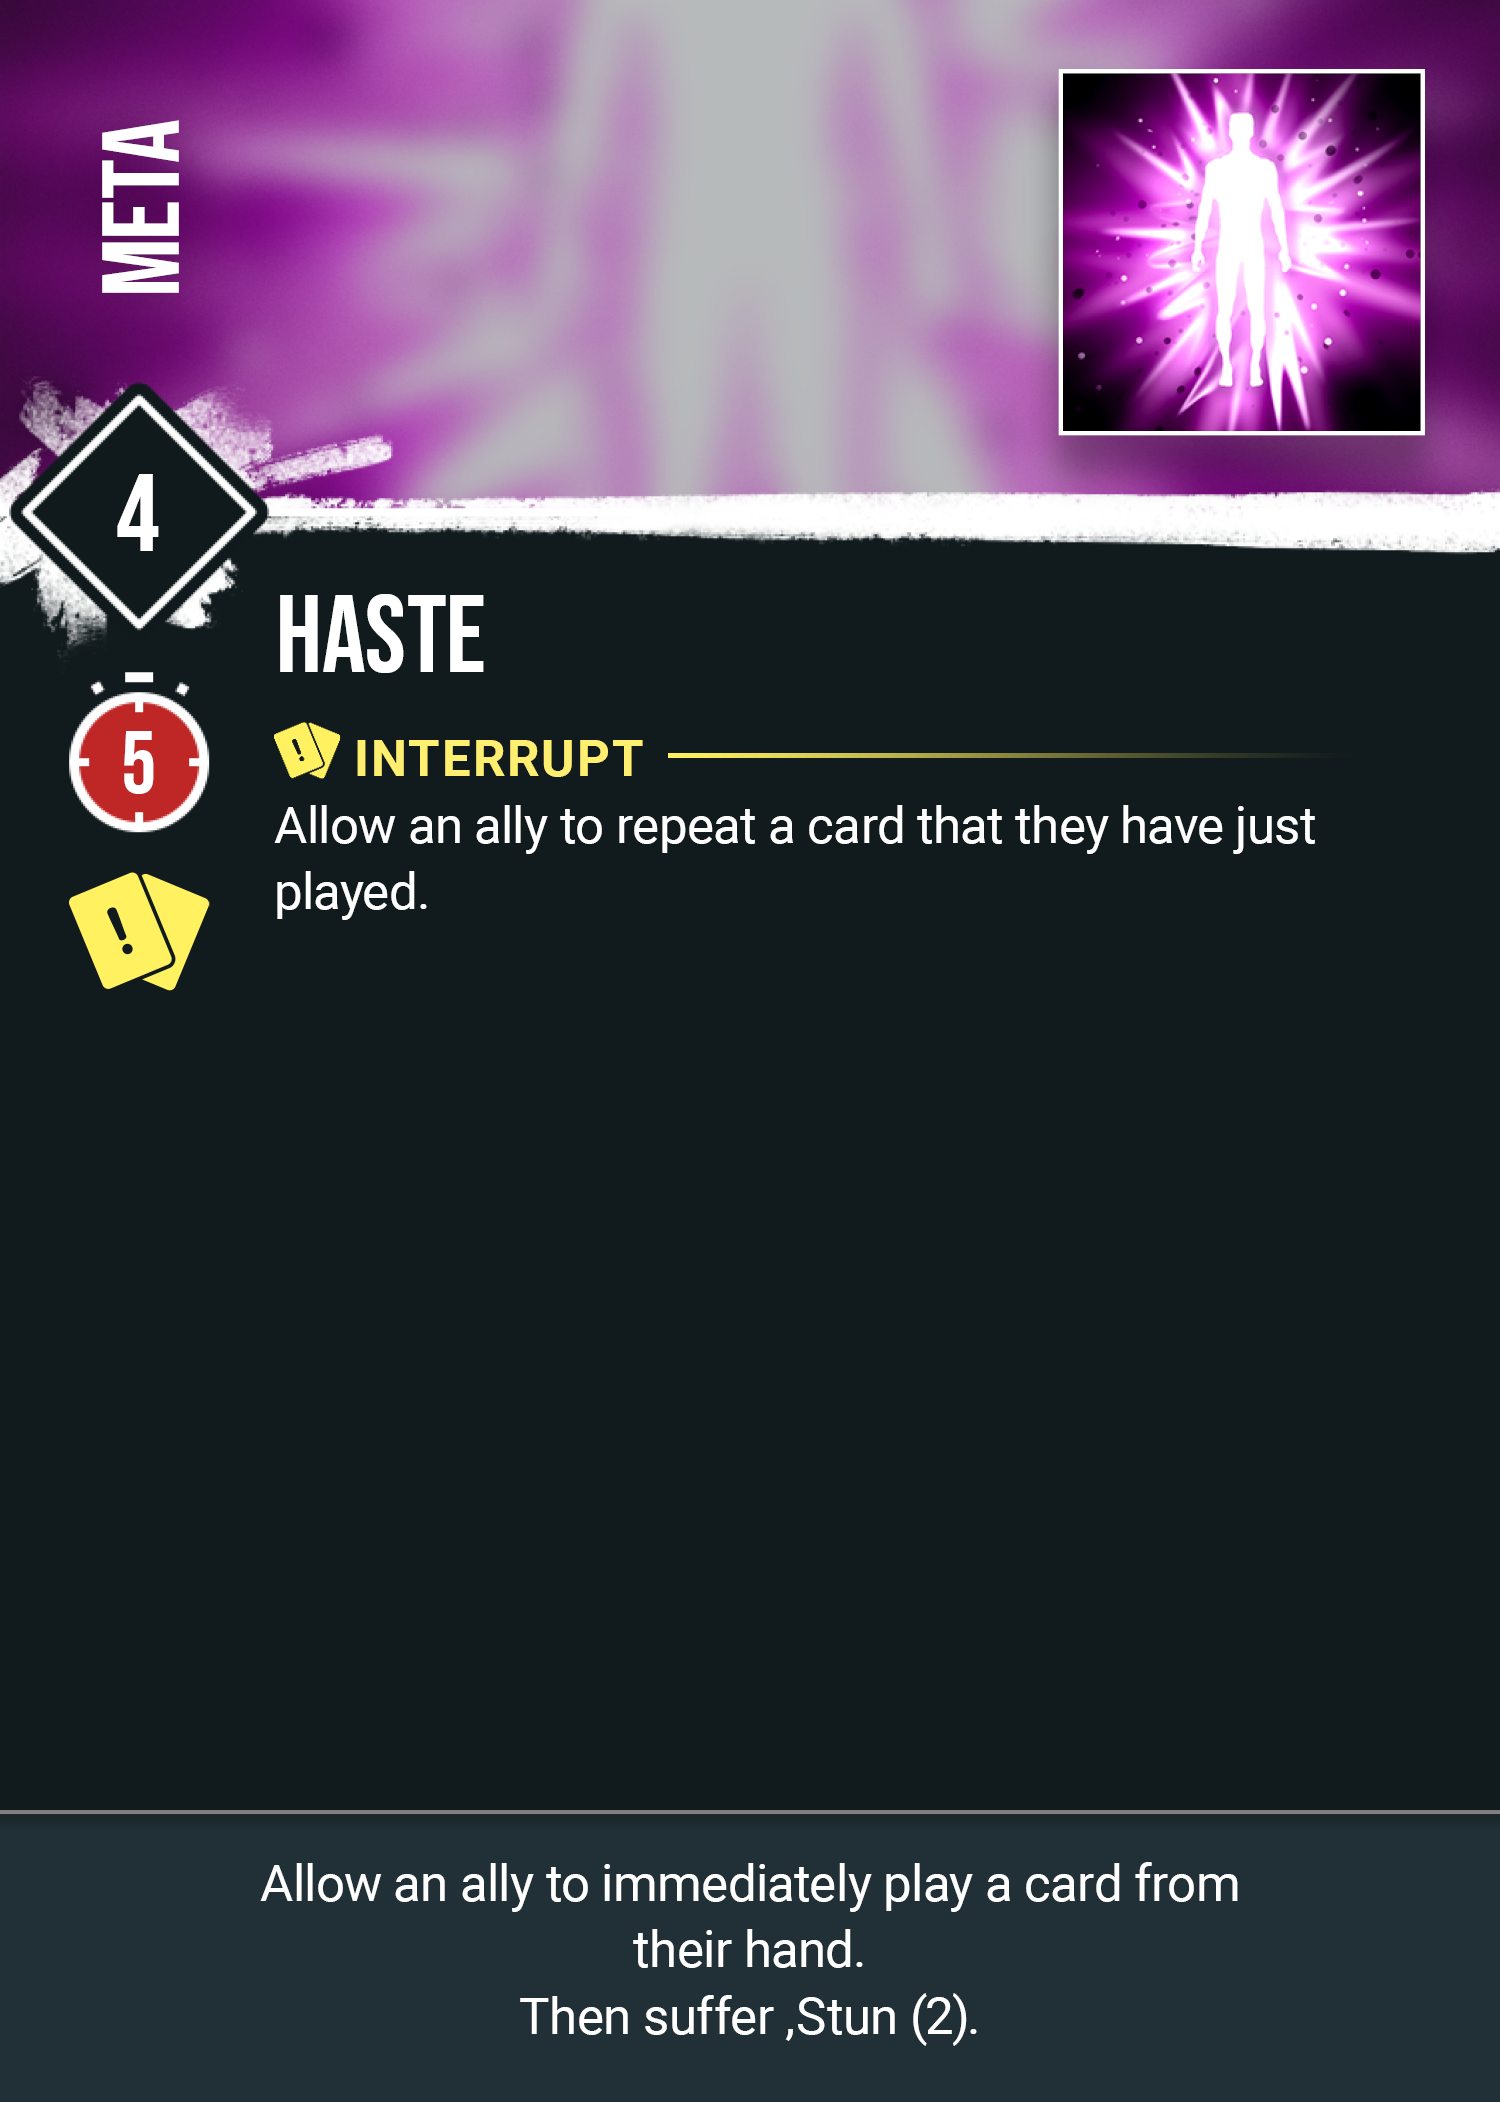 META
4
HASTE
5
INTERRUPT
Allow an ally to repeat a card that they have just
played.
!
Allow an ally to immediately play a card from
their hand.
Then suffer ,Stun (2).